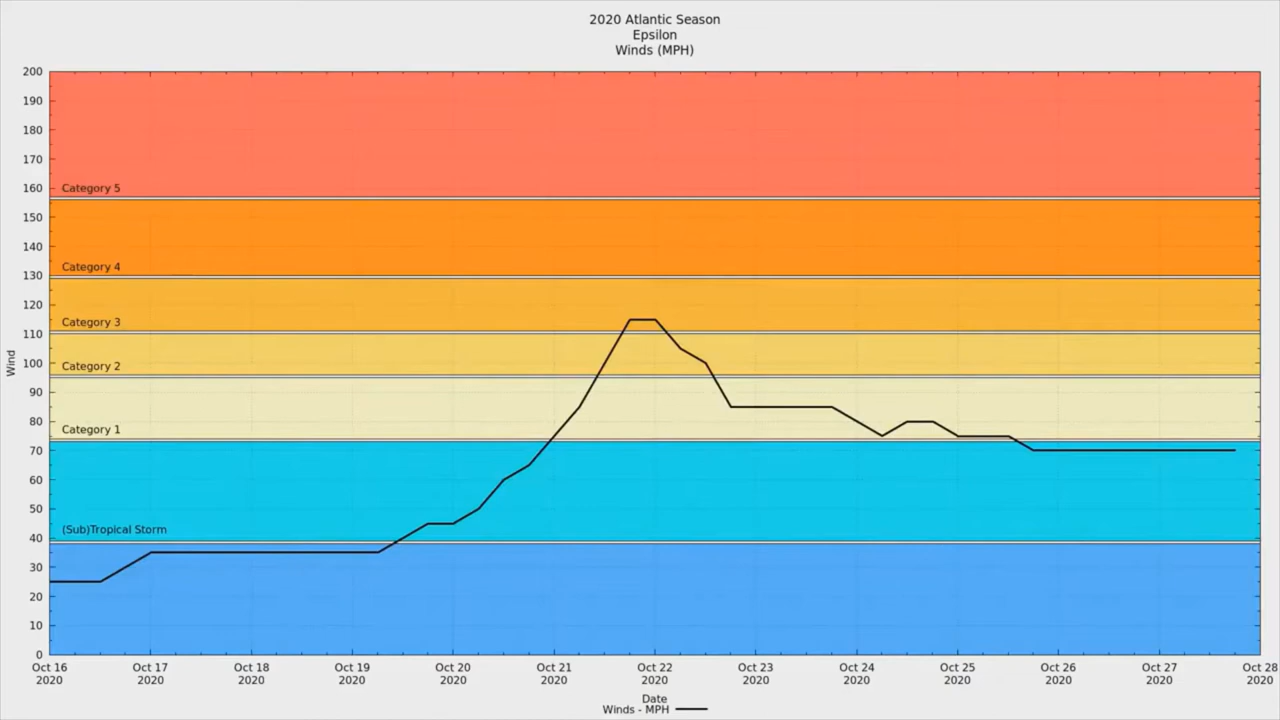 2020 Atlantic Season
Epsilon
Winds (MPH)
200
190
180
170
160
Category 5
150
140
130
Category 4
120
Category 3
110
100
Category 2
90
80
Category 1
70
60
50
(Sub)Tropical Storm
40
30
20
10
0
Wind
Oct 16 Oct 17 Oct 18 Oct 19 Oct 20 Oct 21 Oct 22 Oct 23 Oct 24 Oct 25 Oct 26 Oct 27 Oct 28
2020 2020 2020 2020 2020 2020 2020 2020 2020 2020 2020 2020 2020
Date
Winds - MPH